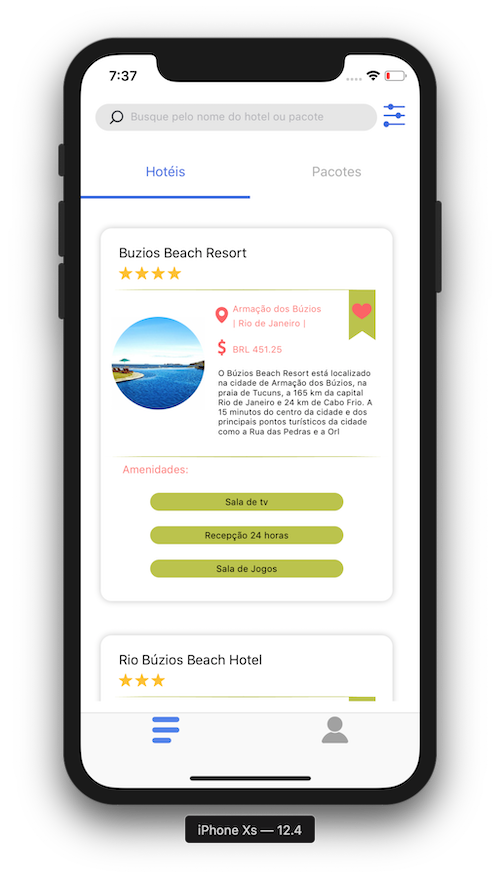 7:37
Busque pelo nome do hotel ou pacote
Hotéis
Pacotes
Buzios Beach Resort
Armação dos Búzios
| Rio de Janeiro |
$ BRL 451.25
O Búzios Beach Resort está localizado
na cidade de Armação dos Búzios, na
praia de Tucuns, a 165 km da capital
Rio de Janeiro e 24 km de Cabo Frio. A
15 minutos do centro da cidade e dos
principais pontos turísticos da cidade
como a Rua das Pedras e a Orl
Amenidades:
Sala de tv
Recepção 24 horas
Sala de Jogos
Rio Búzios Beach Hotel
iPhone Xs — 12.4